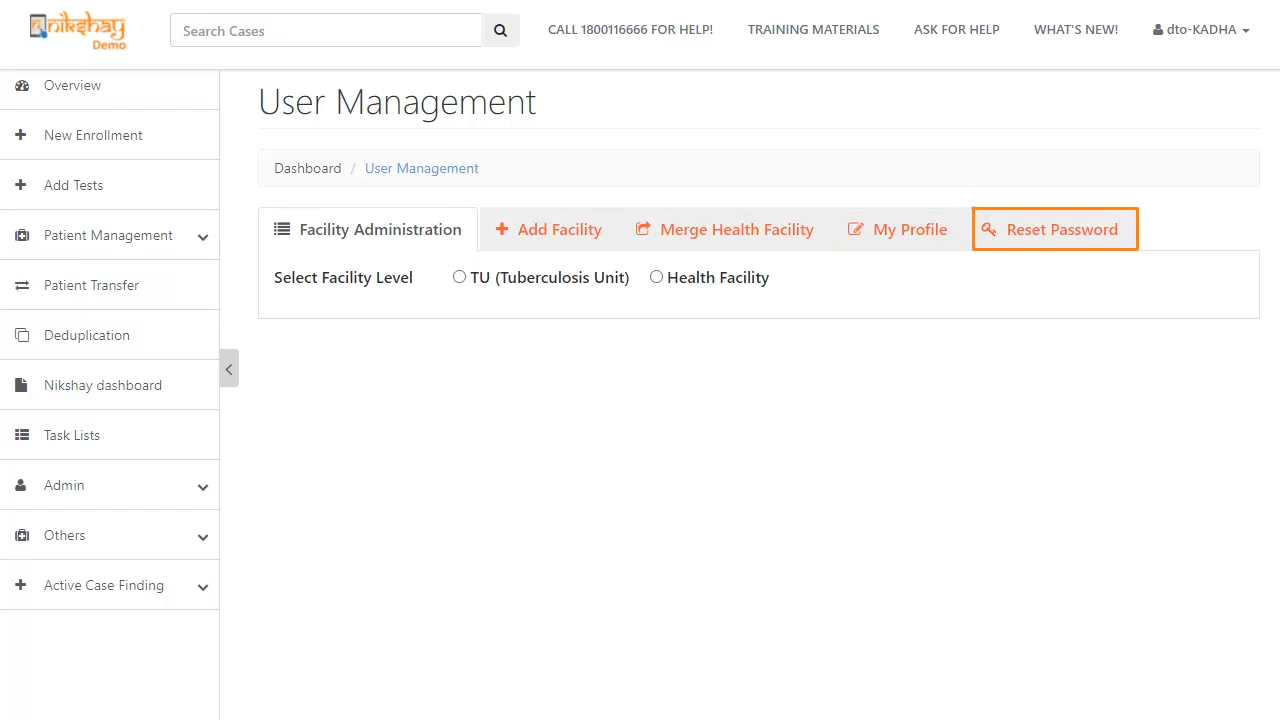 nikshay
Demo
Search Cases
CALL 1800116666 FOR HELP!
TRAINING MATERIALS
ASK FOR HELP
WHAT'S NEW!
dto-KADHA
Overview
New Enrollment
Add Tests
Patient Management
Patient Transfer
Deduplication
Nikshay dashboard
Task Lists
Admin
Others
Active Case Finding
User Management
Dashboard / User Management
Facility Administration
Add Facility
Merge Health Facility
My Profile
Reset Password
Select Facility Level
TU (Tuberculosis Unit)
Health Facility